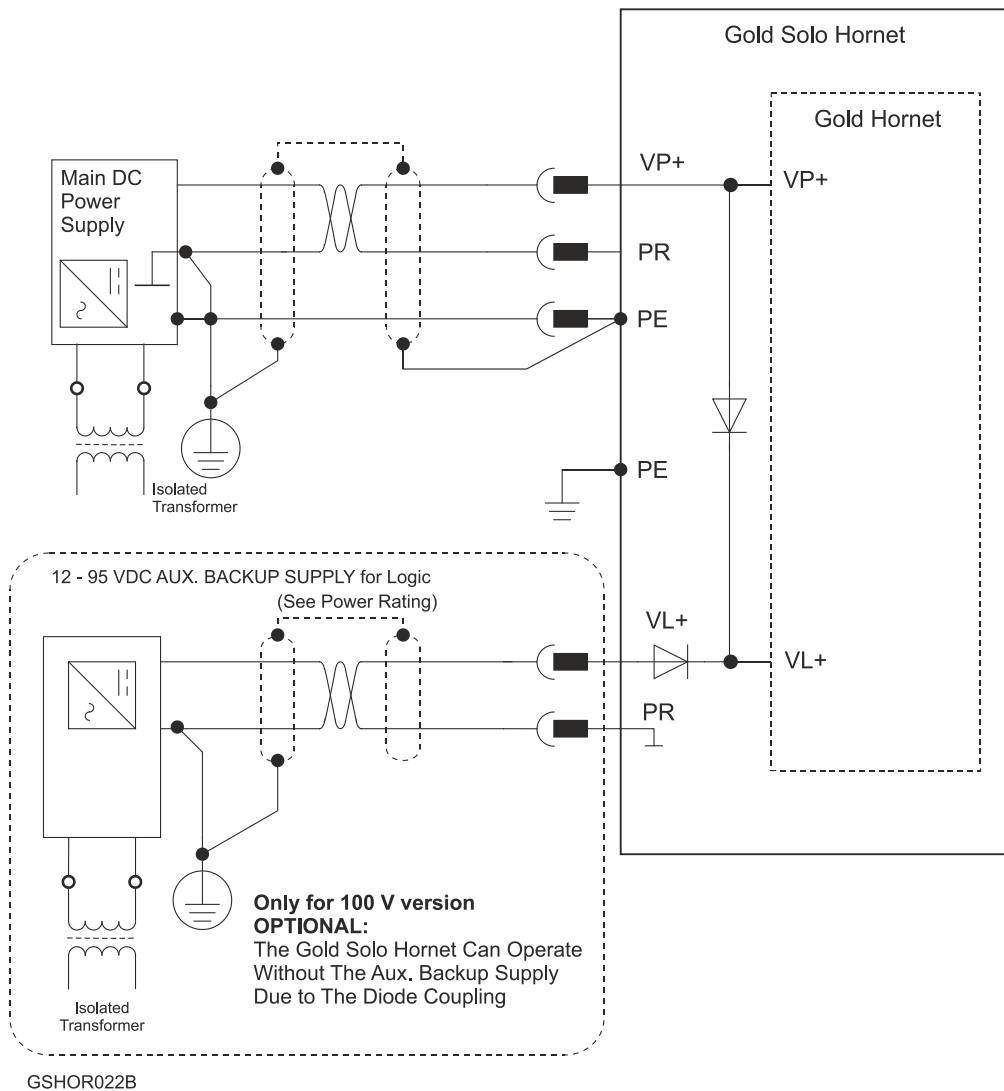 Gold Solo Hornet
Gold Hornet
Main DC
Power
Supply
VP+
VP+
PR
PE
Isolated
Transformer
PE
12 - 95 VDC AUX. BACKUP SUPPLY for Logic
(See Power Rating)
VL+
VL+
PR
Only for 100 V version
OPTIONAL:
The Gold Solo Hornet Can Operate
Without The Aux. Backup Supply
Due to The Diode Coupling
Isolated
Transformer
GSHOR022B